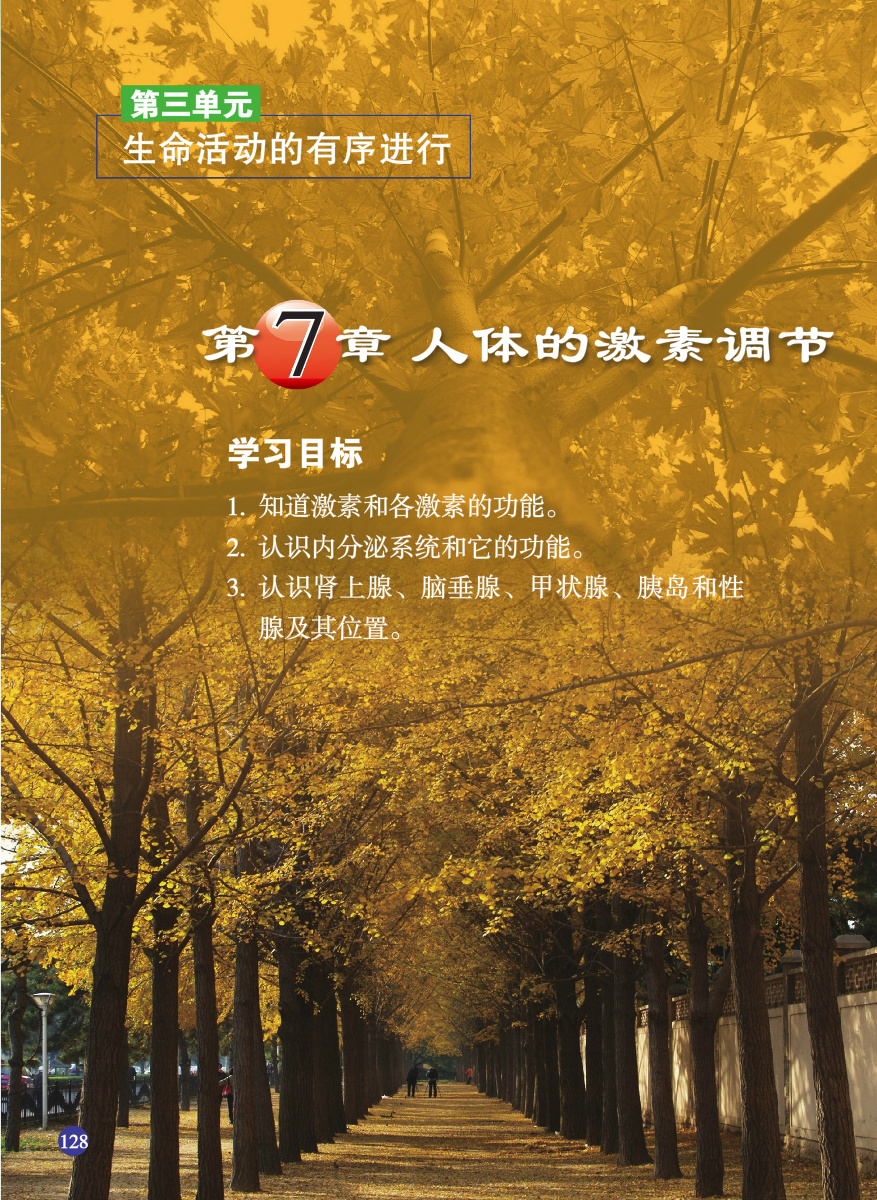 第三单元
生命活动的有序进行
第7章 人体的激素调节
学习目标
1. 知道激素和各激素的功能。
2. 认识内分泌系统和它的功能。
3. 认识肾上腺、脑垂腺、甲状腺、胰岛和性
腺及其位置。
128